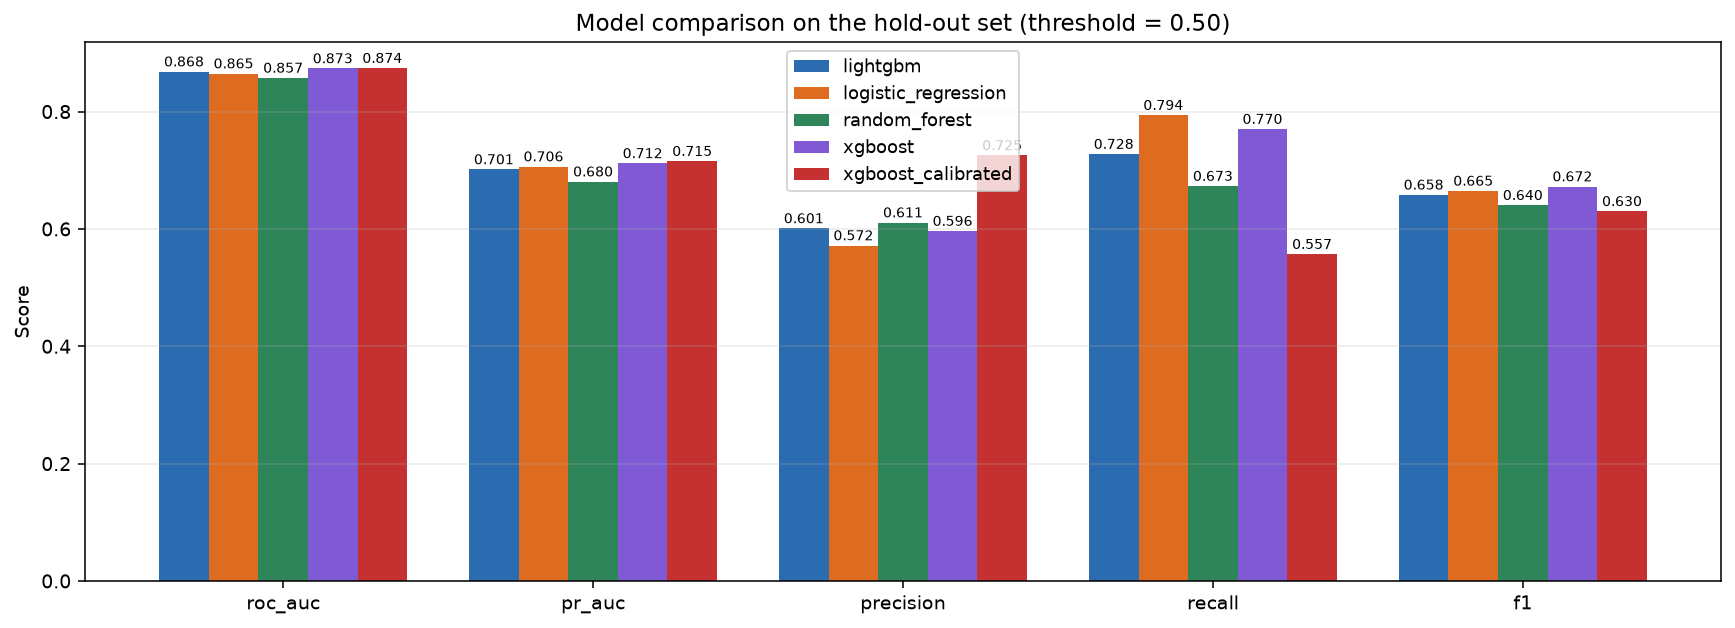 Model comparison on the hold-out set (threshold = 0.50)
lightgbm
logistic_regression
random_forest
xgboost
xgboost_calibrated
Score
0.8
0.6
0.4
0.2
0.0
0.868 0.865 0.857 0.873 0.874
0.701 0.706 0.680 0.712 0.715
0.601 0.572 0.611 0.596 0.725
0.728 0.794 0.673 0.770 0.557
0.658 0.665 0.640 0.672 0.630
roc_auc pr_auc precision recall f1